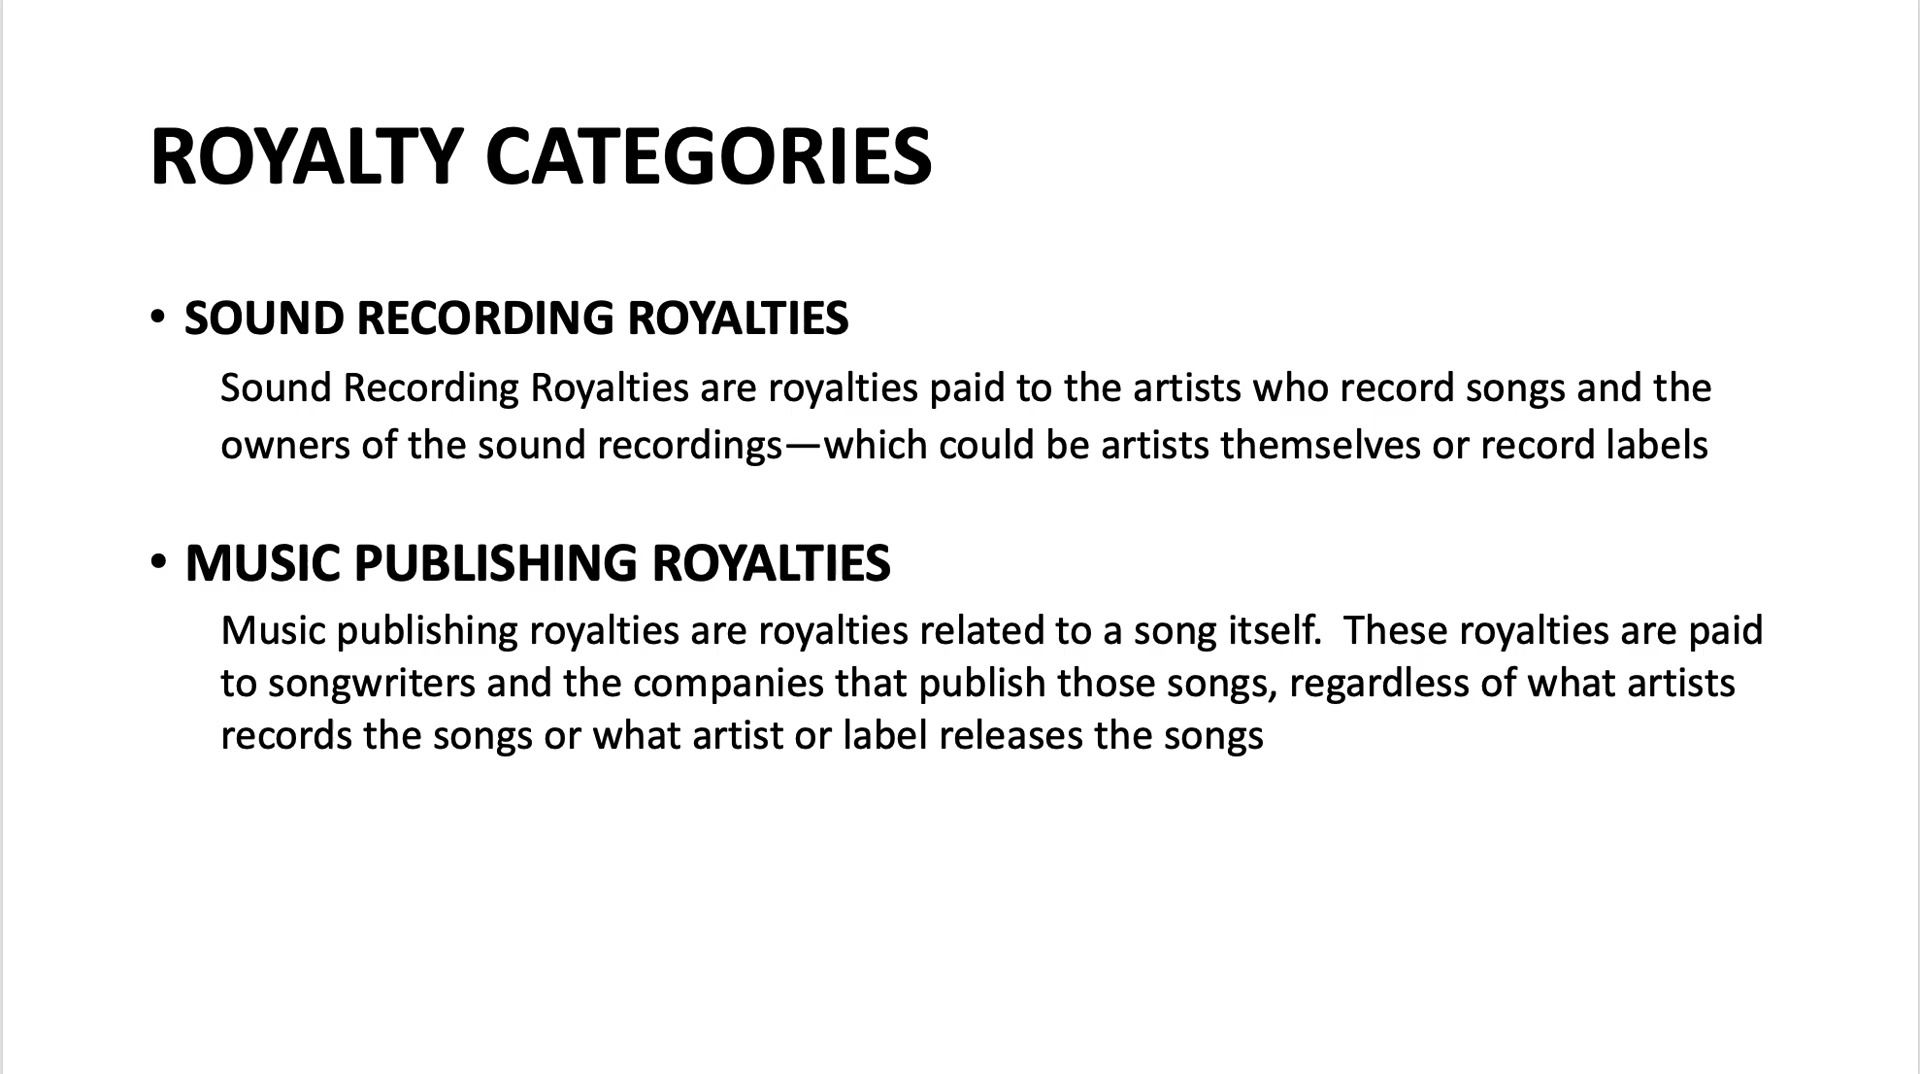 ROYALTY CATEGORIES
• SOUND RECORDING ROYALTIES
Sound Recording Royalties are royalties paid to the artists who record songs and the
owners of the sound recordings—which could be artists themselves or record labels
• MUSIC PUBLISHING ROYALTIES
Music publishing royalties are royalties related to a song itself.  These royalties are paid
to songwriters and the companies that publish those songs, regardless of what artists
records the songs or what artist or label releases the songs